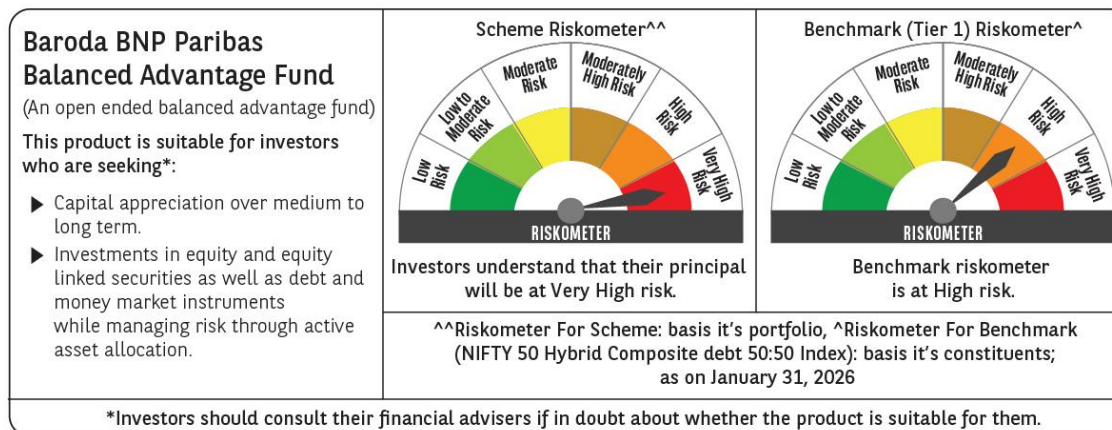 Baroda BNP Paribas
Balanced Advantage Fund
(An open ended balanced advantage fund)
This product is suitable for investors
who are seeking*:
▶ Capital appreciation over medium to
long term.
▶ Investments in equity and equity
linked securities as well as debt and
money market instruments
while managing risk through active
asset allocation.
Scheme Riskometer^^
Low
Risk
Low to
Moderate
Risk
Moderate
Risk
Moderately
High Risk
High
Risk
Very High
Risk
RISKOMETER
Investors understand that their principal
will be at Very High risk.
Benchmark (Tier 1) Riskometer^
Low
Risk
Low to
Moderate
Risk
Moderate
Risk
Moderately
High Risk
High
Risk
Very High
Risk
RISKOMETER
Benchmark riskometer
is at High risk.
^^Riskometer For Scheme: basis it’s portfolio, ^Riskometer For Benchmark
(NIFTY 50 Hybrid Composite debt 50:50 Index): basis it’s constituents;
as on January 31, 2026
*Investors should consult their financial advisers if in doubt about whether the product is suitable for them.